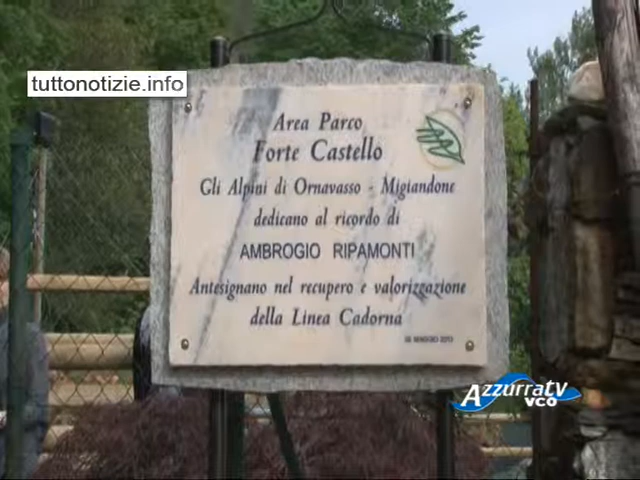 tuttonotizie.info
Area Parco
Forte Castello
Gli Alpini di Ornavasso - Migiandone
dedicano al ricordo di
AMBROGIO RIPAMONTI
Antesignano nel recupero e valorizzazione
della Linea Cadorna
MAGGIO
Azzurratv
VCO